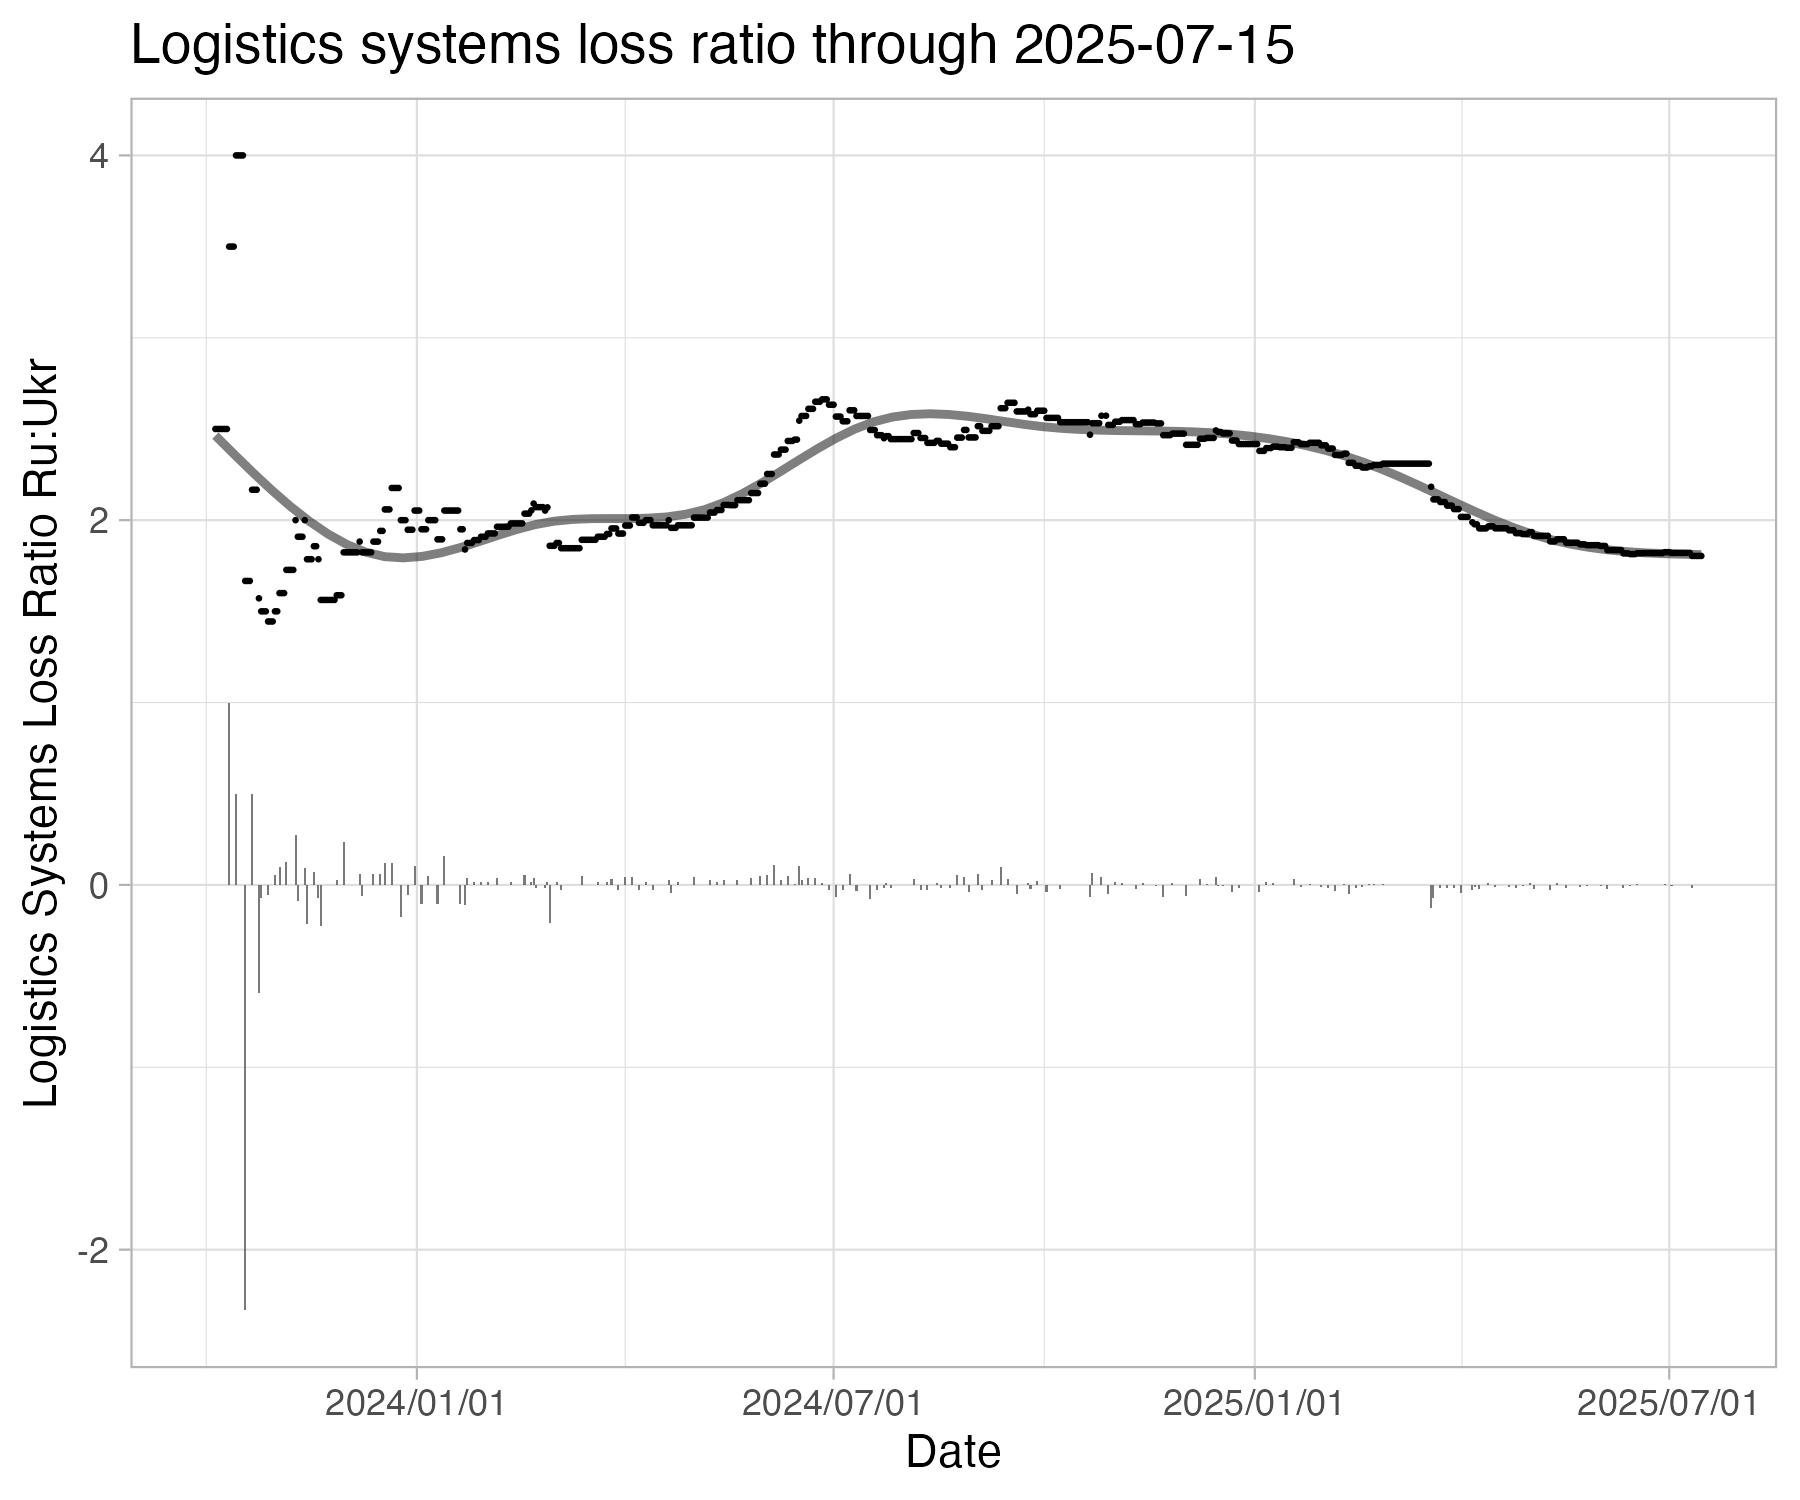 Logistics systems loss ratio through 2025-07-15
Logistics Systems Loss Ratio Ru:Ukr
4
2
0
-2
2024/01/01
2024/07/01
2025/01/01
2025/07/01
Date